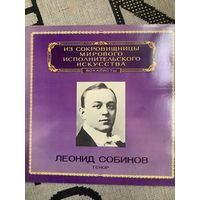 ИЗ СОКРОВИЩНИЦЫ
МИРОВОГО
ИСПОЛНИТЕЛЬСКОГО
ИСКУССТВА
ВОКАЛИСТЫ
ЛЕОНИД СОБИНОВ
ТЕНОР